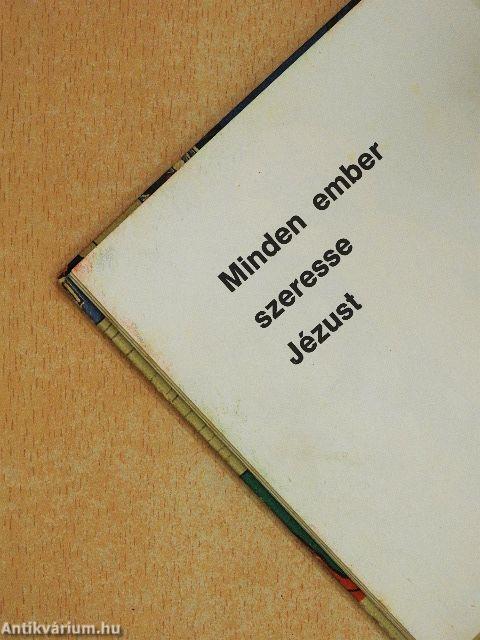 Minden ember
szeresse
Jézust
Antikvárium.hu